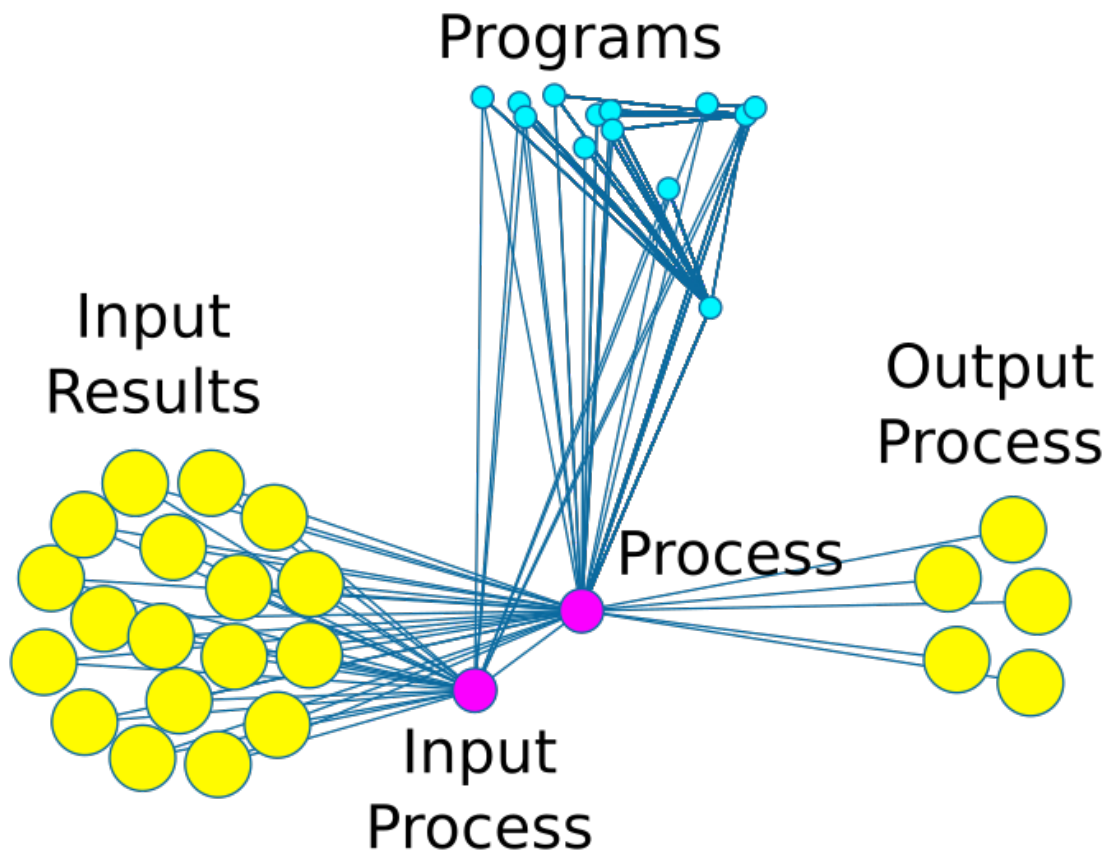 Programs
Input
Results
Output
Process
Process
Input
Process